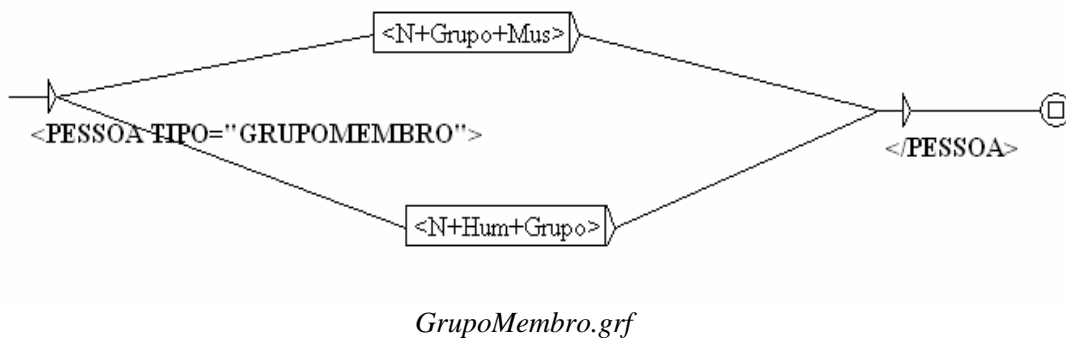 <N+Grupo+Mus>
<PESSOA TIPO="GRUPOMEMBRO">
</PESSOA>
<N+Hum+Grupo>
GrupoMembro.grf